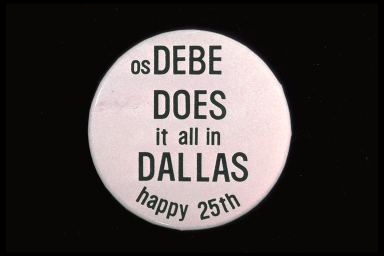 osDEBE
DOES
it all in
DALLAS
happy 25th